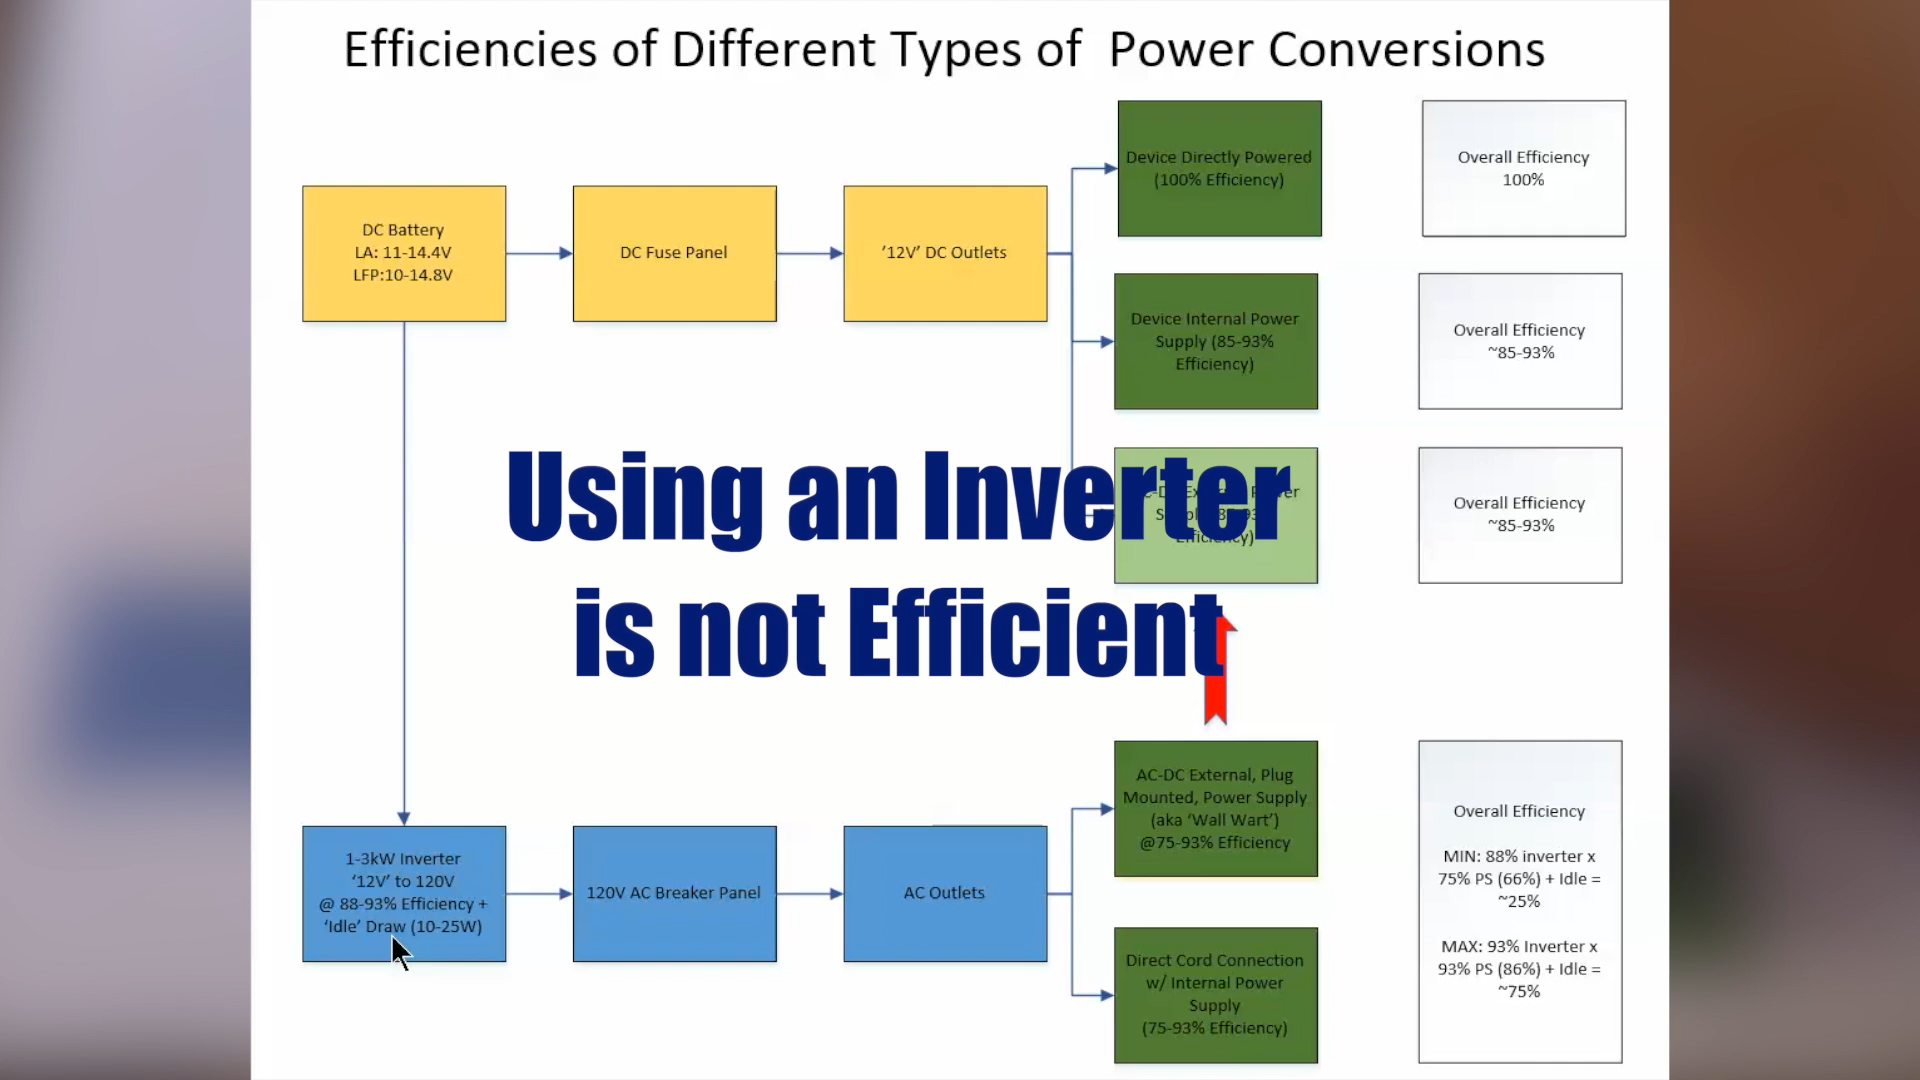 Efficiencies of Different Types of Power Conversions
Device Directly Powered
(100% Efficiency)
Overall Efficiency
100%
DC Battery
LA: 11-14.4V
LFP:10-14.8V
DC Fuse Panel
'12V' DC Outlets
Device Internal Power
Supply (85-93%
Efficiency)
Overall Efficiency
~85-93%
Using an Inverter
is not Efficient
Efficiency)
Overall Efficiency
~85-93%
AC-DC External, Plug
Mounted, Power Supply
(aka 'Wall Wart')
@75-93% Efficiency
1-3kW Inverter
'12V' to 120V
@ 88-93% Efficiency +
'Idle' Draw (10-25W)
120V AC Breaker Panel
AC Outlets
Direct Cord Connection
w/ Internal Power
Supply
(75-93% Efficiency)
Overall Efficiency
MIN: 88% inverter x
75% PS (66%) + Idle =
~25%
MAX: 93% Inverter x
93% PS (86%) + Idle =
~75%